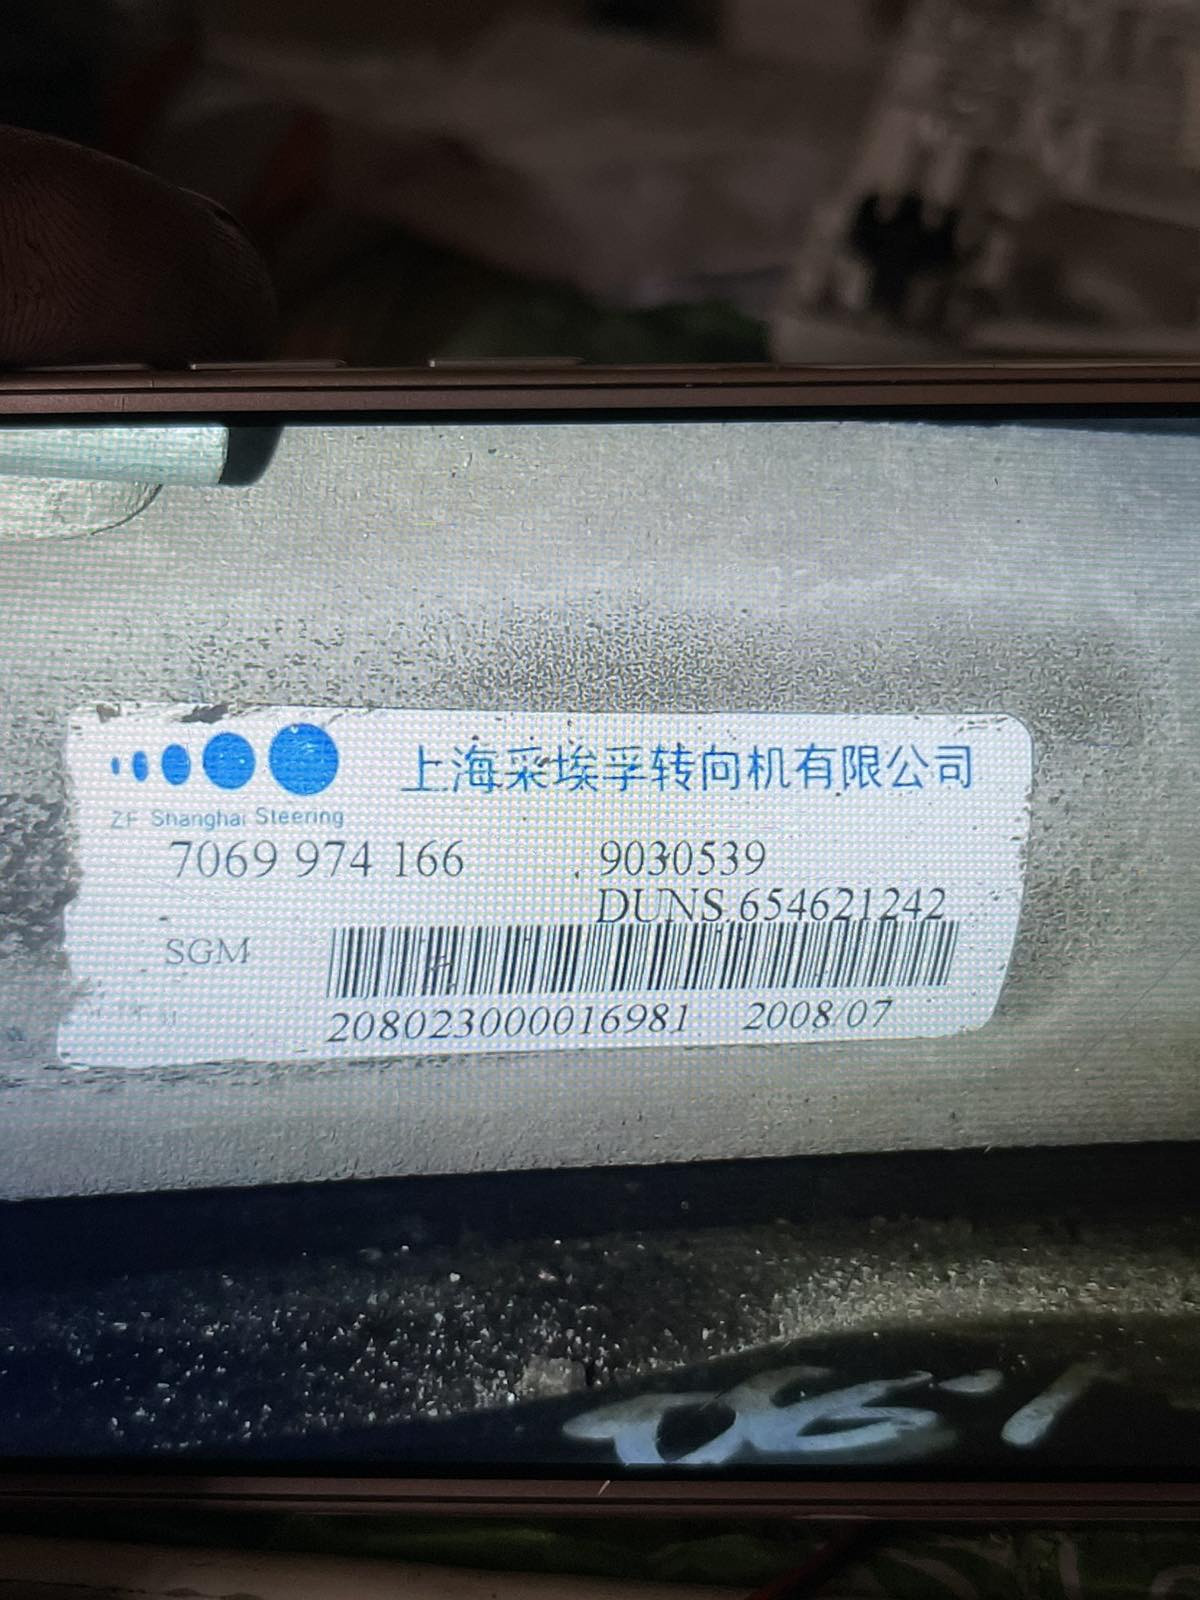 上海采埃孚转向机有限公司
ZF Shanghai Steering
7069 974 166
9030539
DUNS 654621242
SGM
208023000016981 2008/07